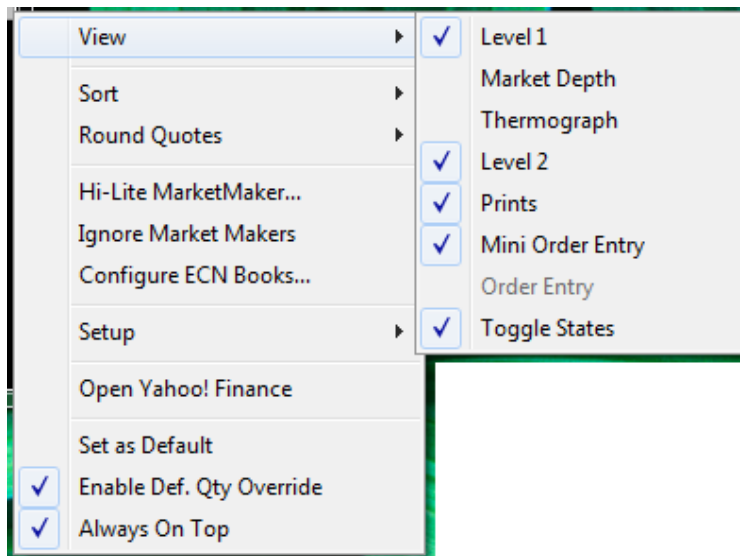 View
Sort
Round Quotes
Hi-Lite MarketMaker...
Ignore Market Makers
Configure ECN Books...
Setup
Open Yahoo! Finance
Set as Default
Enable Def. Qty Override
Always On Top
Level 1
Market Depth
Thermograph
Level 2
Prints
Mini Order Entry
Order Entry
Toggle States